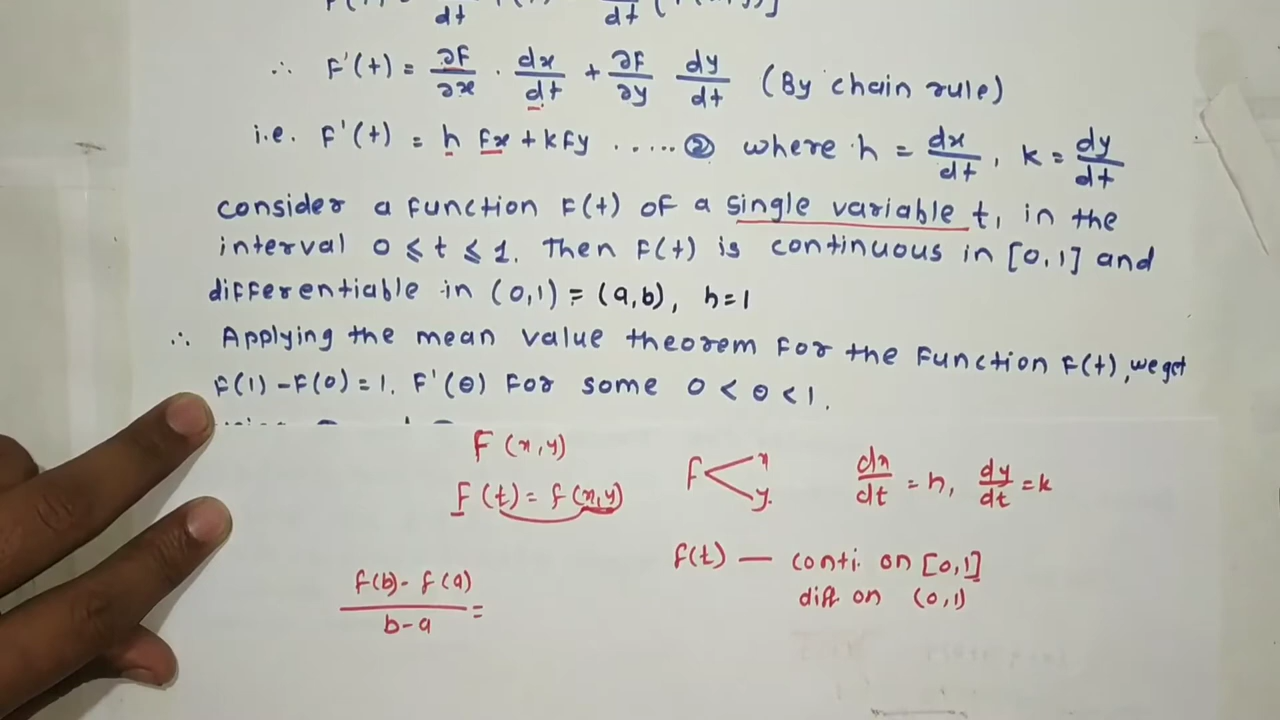 dt dt
∴ F'(t) = ∂F/∂x . dx/dt + ∂F/∂y dy/dt (By chain rule)
i.e. F'(t) = h Fx + k Fy ..... ② where h = dx/dt, k = dy/dt
consider a function F(t) of a single variable t, in the
interval 0 ⩽ t ⩽ 1. Then F(t) is continuous in [0,1] and
differentiable in (0,1) = (a,b), h=1
∴ Applying the mean value theorem for the function F(t), we get
F(1) - F(0) = 1. F'(θ) for some 0 < θ < 1.
F (x,y)
F (t) = f (x,y)
f < x y
dx/dt = h, dy/dt = k
f(t) — conti. on [0,1]
diff on (0,1)
f(b) - f(a) / b-a =